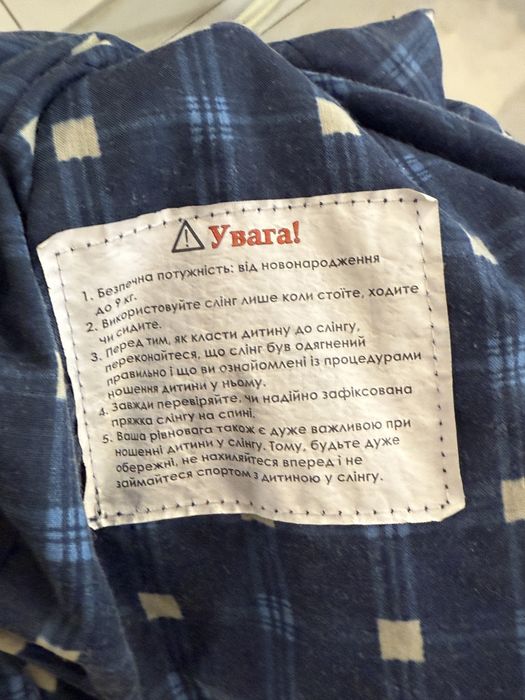 Увага!
1. Безпечна потужність: від новонародження
до 9 кг.
2. Використовуйте слінг лише коли стоїте, ходите
чи сидите.
3. Перед тим, як класти дитину до слінгу,
переконайтеся, що слінг був одягнений
правильно і що ви ознайомлені із процедурами
ношення дитини у ньому.
4. Завжди перевіряйте, чи надійно зафіксована
пряжка слінгу на спині.
5. Ваша рівновага також є дуже важливою при
ношенні дитини у слінгу. Тому, будьте дуже
обережні, не нахиляйтеся вперед і не
займайтеся спортом з дитиною у слінгу.